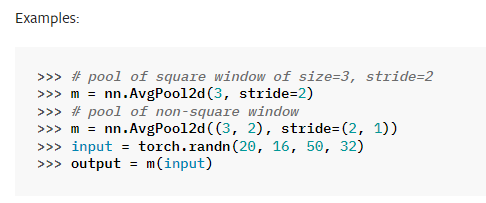 Examples:
>>> # pool of square window of size=3, stride=2
>>> m = nn.AvgPool2d(3, stride=2)
>>> # pool of non-square window
>>> m = nn.AvgPool2d((3, 2), stride=(2, 1))
>>> input = torch.randn(20, 16, 50, 32)
>>> output = m(input)